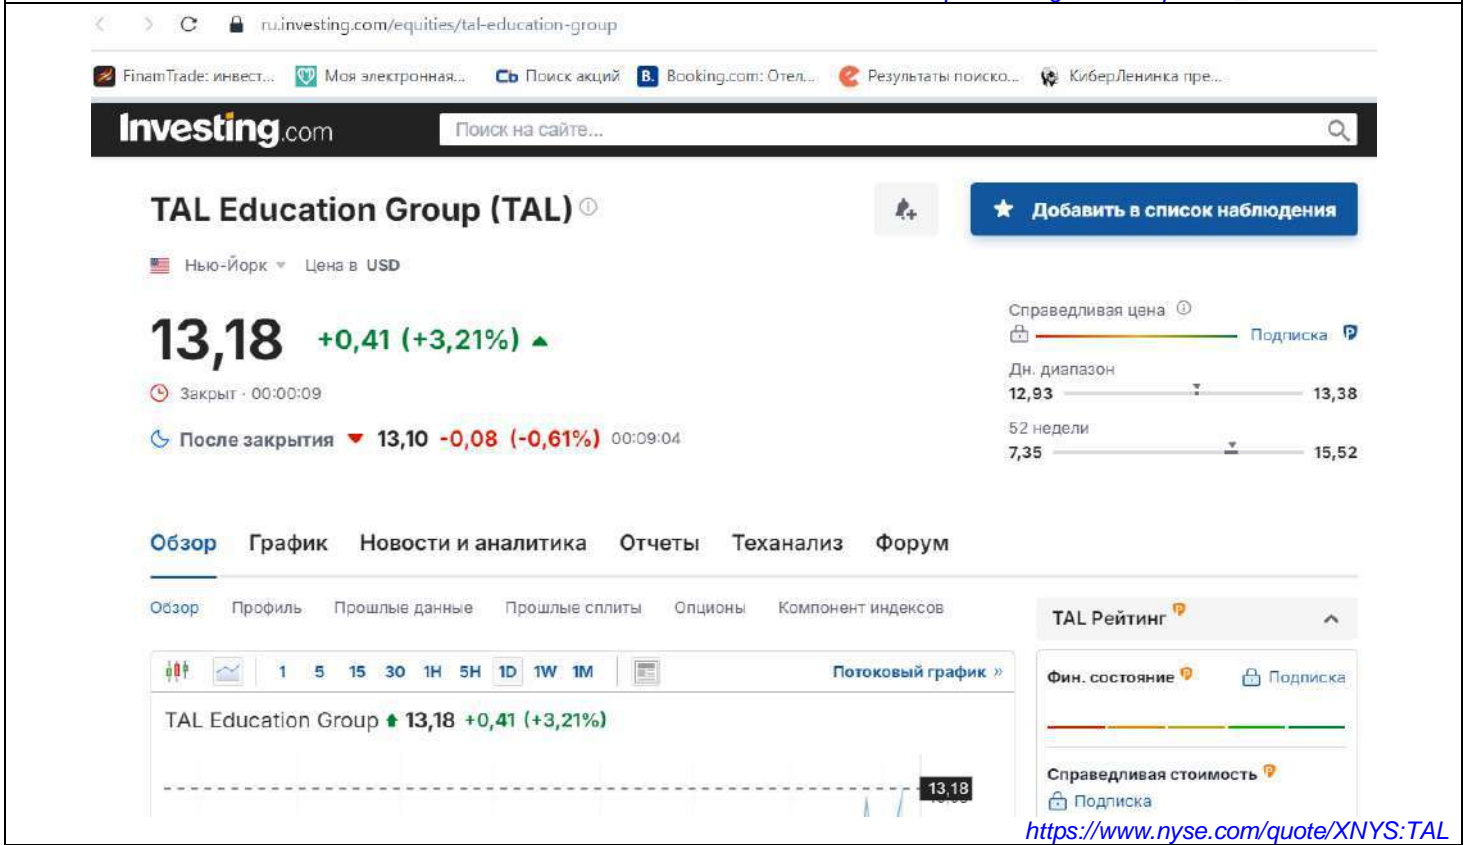 ru.investing.com/equities/tal-education-group
FinamTrade: инвест... Моя электронная... Сь Поиск акций B. Booking.com: Отел... Результаты поиско... КиберЛенинка пре...
Investing.com Поиск на сайте...
TAL Education Group (TAL)
Добавить в список наблюдения
Нью-Йорк Цена в USD
13,18 +0,41 (+3,21%)
Закрыт · 00:00:09
После закрытия 13,10 -0,08 (-0,61%) 00:09:04
Справедливая цена
Подписка
Дн. диапазон
12,93 13,38
52 недели
7,35 15,52
Обзор График Новости и аналитика Отчеты Теханализ Форум
Обзор Профиль Прошлые данные Прошлые сплиты Опционы Компонент индексов
1 5 15 30 1H 5H 1D 1W 1M Потоковый график »
TAL Education Group 13,18 +0,41 (+3,21%)
13,18
TAL Рейтинг
Фин. состояние Подписка
Справедливая стоимость
Подписка
https://www.nyse.com/quote/XNYS:TAL